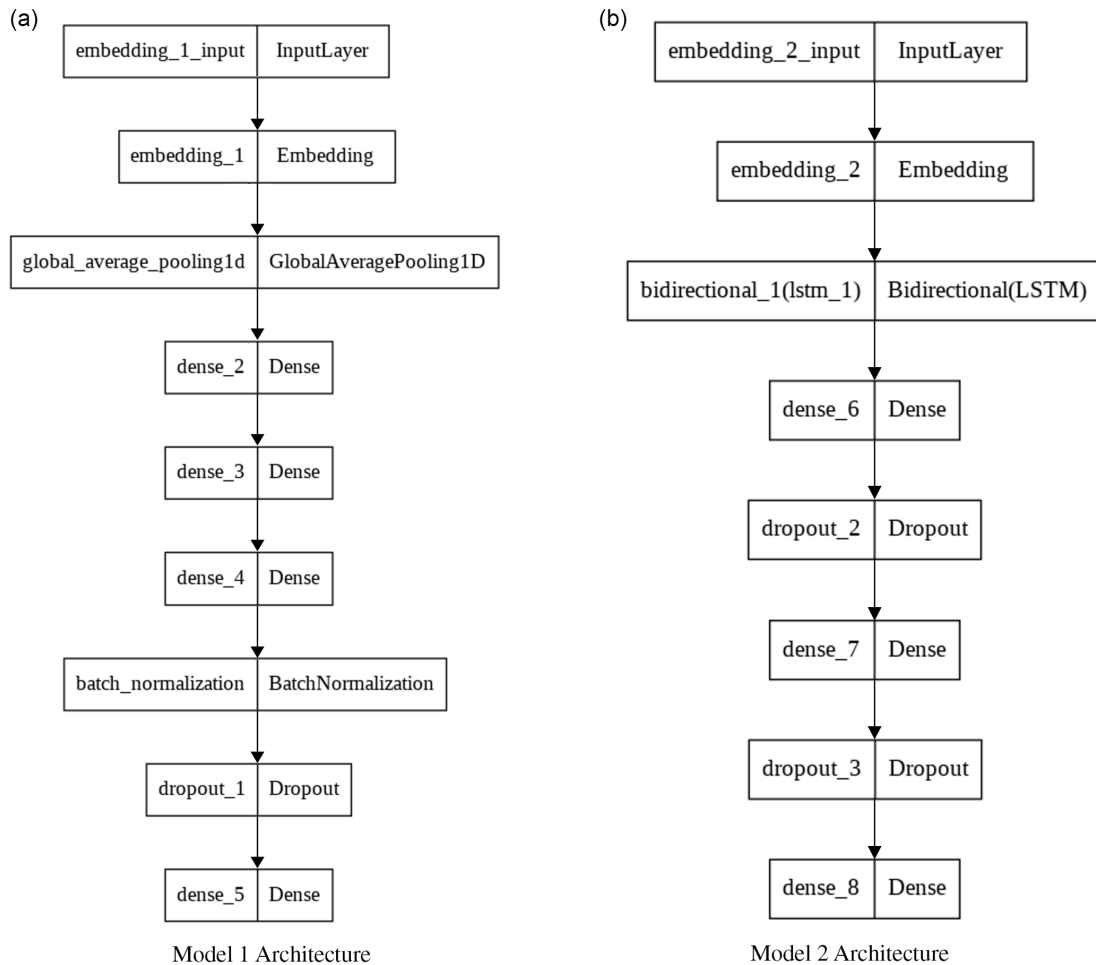 (a)
embedding_1_input InputLayer
embedding_1 Embedding
global_average_pooling1d GlobalAveragePooling1D
dense_2 Dense
dense_3 Dense
dense_4 Dense
batch_normalization BatchNormalization
dropout_1 Dropout
dense_5 Dense
Model 1 Architecture
(b)
embedding_2_input InputLayer
embedding_2 Embedding
bidirectional_1(lstm_1) Bidirectional(LSTM)
dense_6 Dense
dropout_2 Dropout
dense_7 Dense
dropout_3 Dropout
dense_8 Dense
Model 2 Architecture